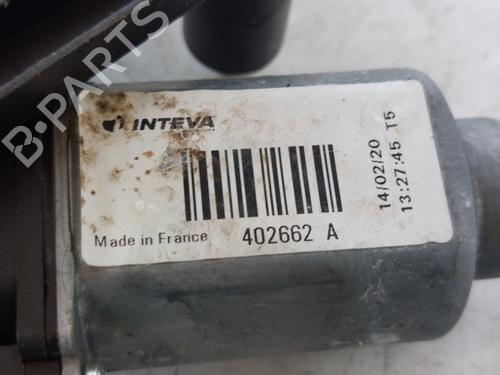 INTEVA
Made in France
402662 A
14/02/20
13:27:45 T5
B-PARTS